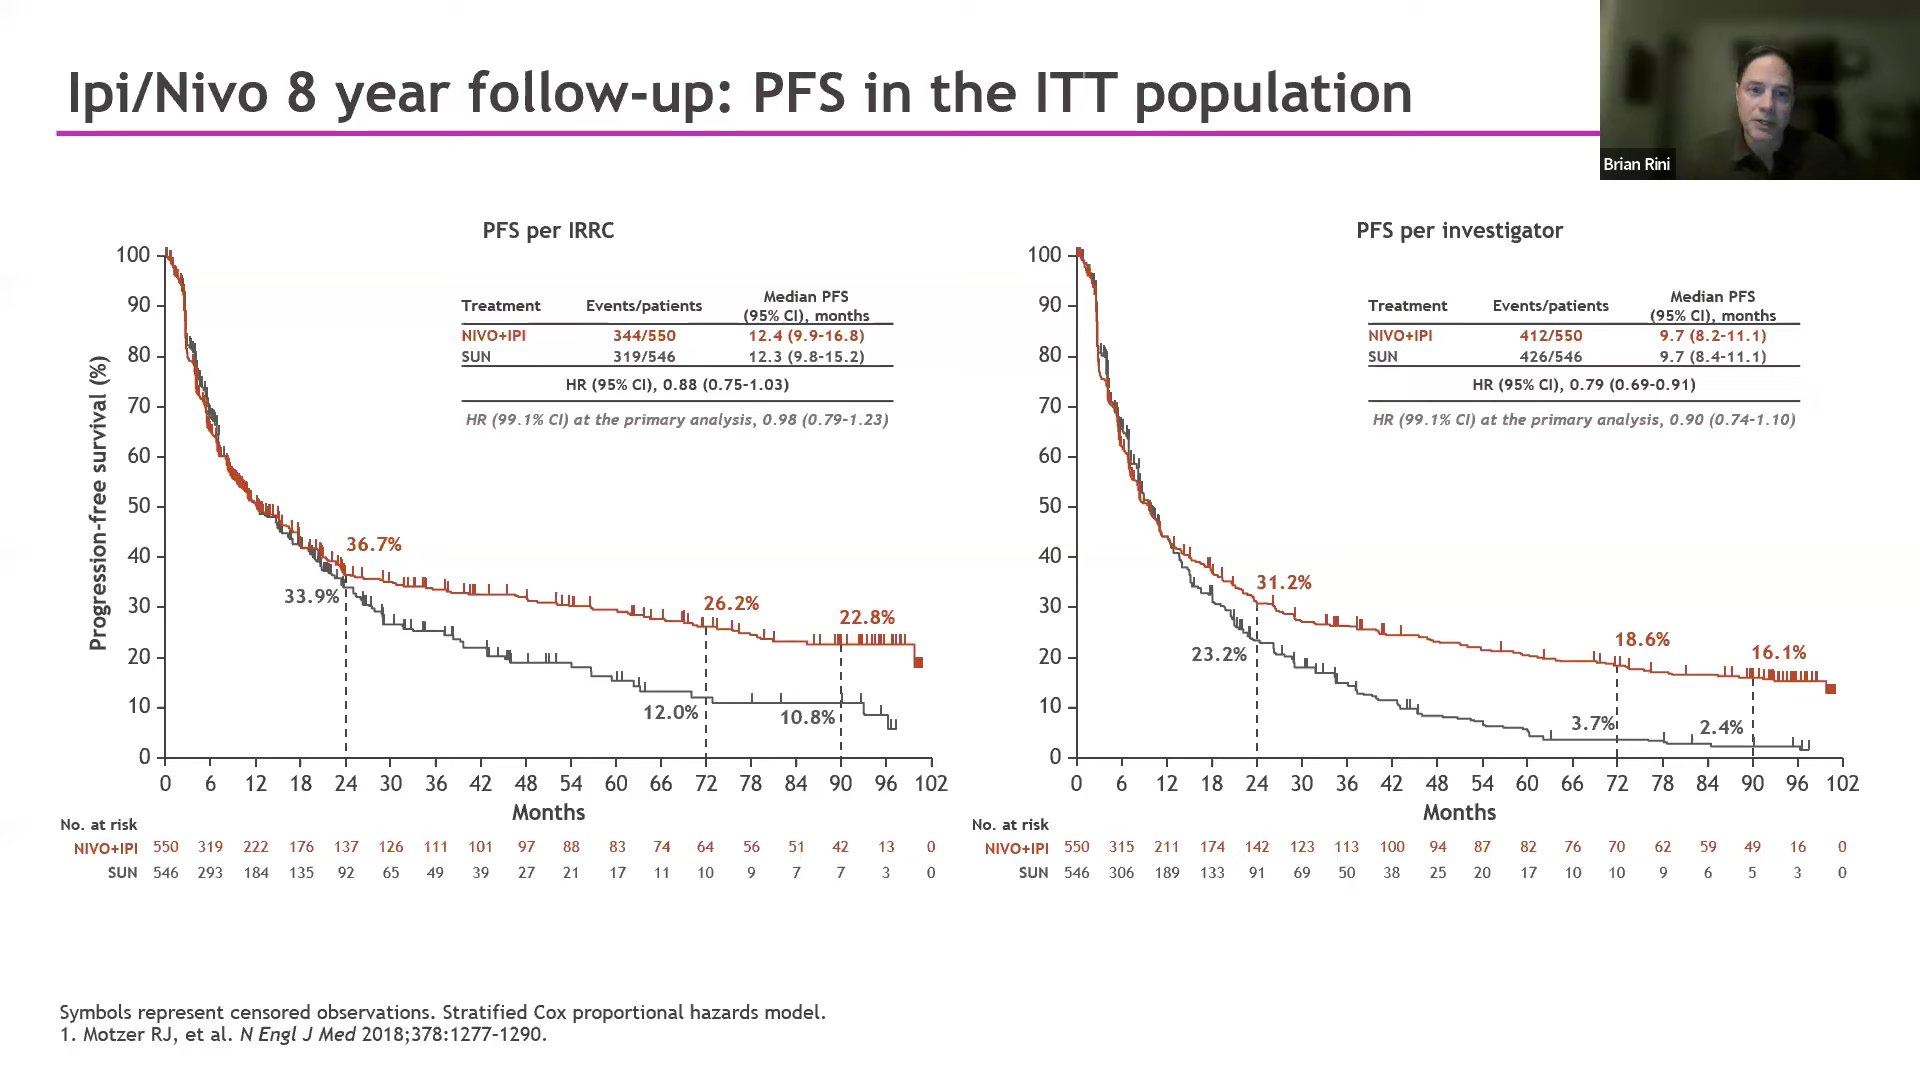 Ipi/Nivo 8 year follow-up: PFS in the ITT population
Brian Rini
PFS per IRRC
Progression-free survival (%)
100
90
80
70
60
50
40
30
20
10
0
Treatment Events/patients Median PFS (95% CI), months
NIVO+IPI 344/550 12.4 (9.9-16.8)
SUN 319/546 12.3 (9.8-15.2)
HR (95% CI), 0.88 (0.75-1.03)
HR (99.1% CI) at the primary analysis, 0.98 (0.79-1.23)
36.7%
33.9%
26.2%
12.0%
22.8%
10.8%
0 6 12 18 24 30 36 42 48 54 60 66 72 78 84 90 96 102
Months
No. at risk
NIVO+IPI 550 319 222 176 137 126 111 101 97 88 83 74 64 56 51 42 13 0
SUN 546 293 184 135 92 65 49 39 27 21 17 11 10 9 7 7 3 0
PFS per investigator
100
90
80
70
60
50
40
30
20
10
0
Treatment Events/patients Median PFS (95% CI), months
NIVO+IPI 412/550 9.7 (8.2-11.1)
SUN 426/546 9.7 (8.4-11.1)
HR (95% CI), 0.79 (0.69-0.91)
HR (99.1% CI) at the primary analysis, 0.90 (0.74-1.10)
31.2%
23.2%
18.6%
3.7%
16.1%
2.4%
0 6 12 18 24 30 36 42 48 54 60 66 72 78 84 90 96 102
Months
No. at risk
NIVO+IPI 550 315 211 174 142 123 113 100 94 87 82 76 70 62 59 49 16 0
SUN 546 306 189 133 91 69 50 38 25 20 17 10 10 9 6 5 3 0
Symbols represent censored observations. Stratified Cox proportional hazards model.
1. Motzer RJ, et al. N Engl J Med 2018;378:1277-1290.